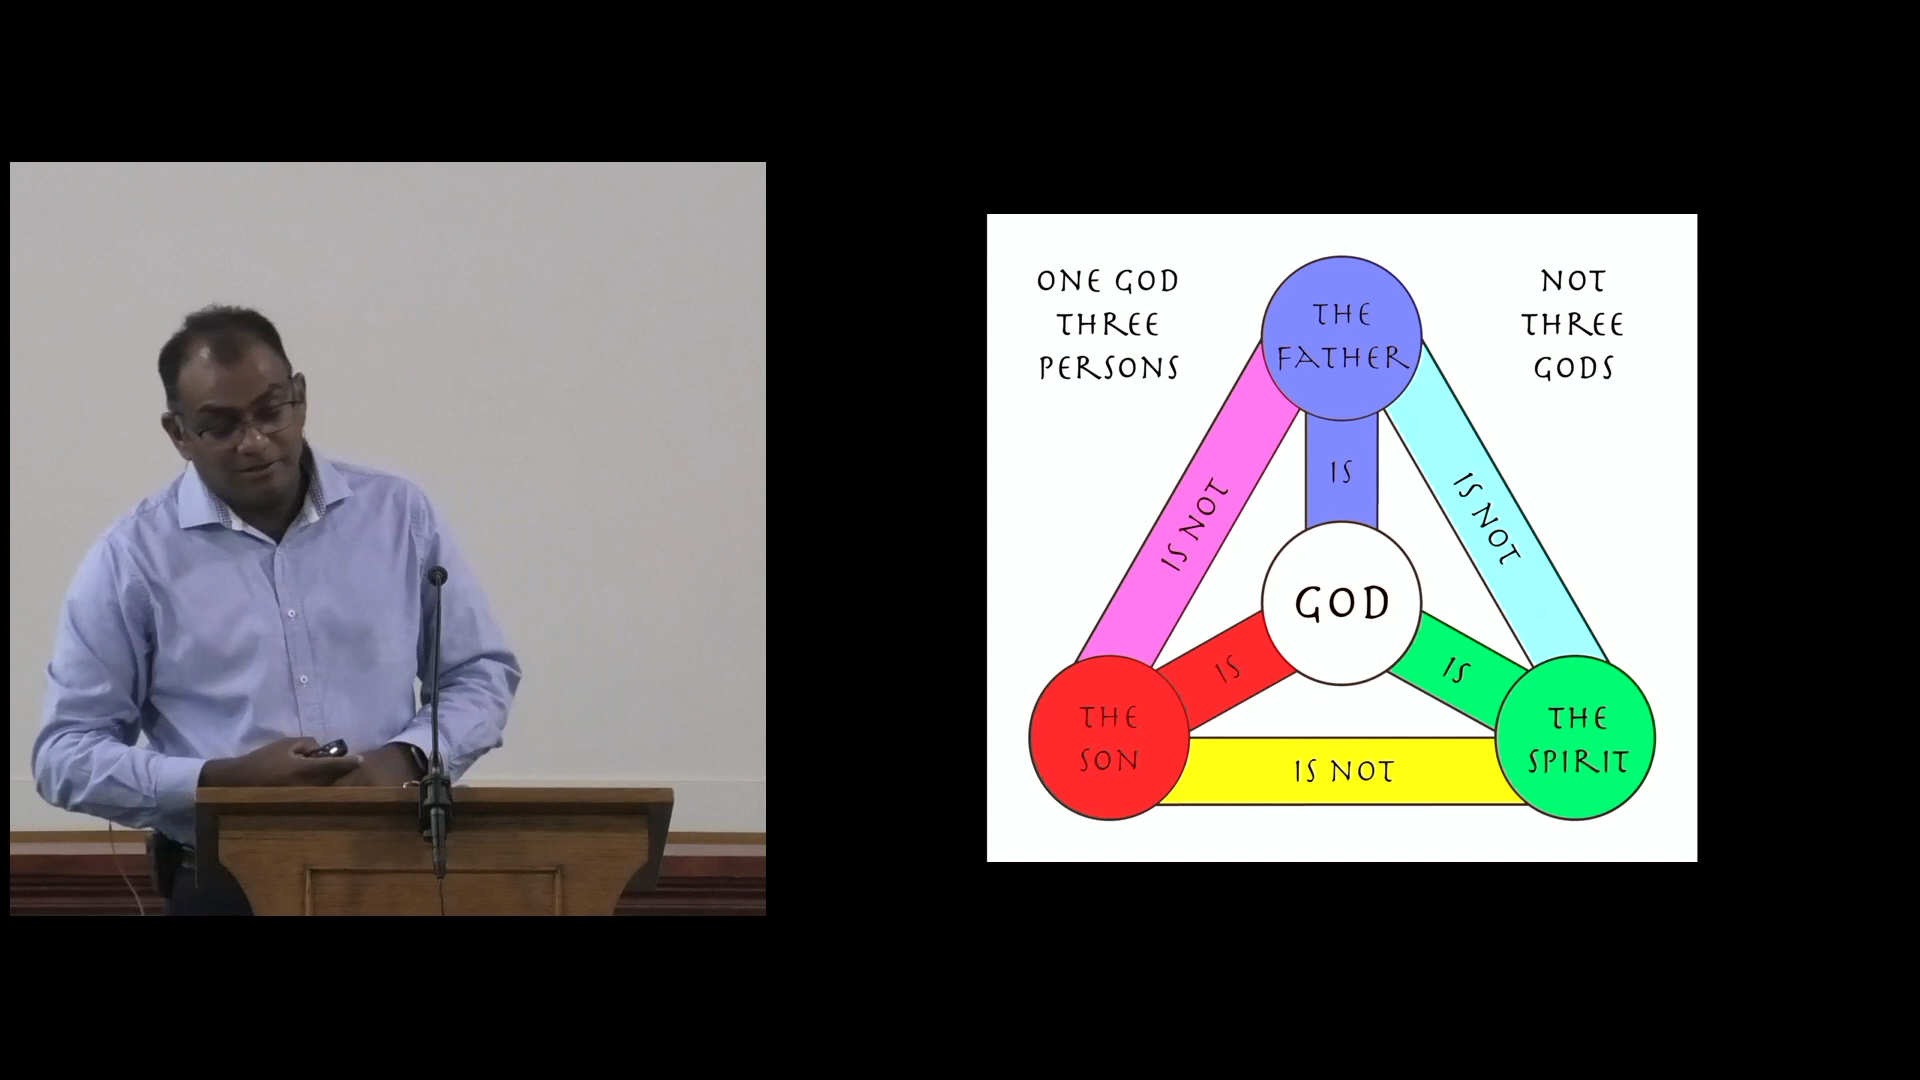 ONE GOD
THREE
PERSONS
NOT
THREE
GODS
THE
FATHER
IS NOT
IS
IS NOT
GOD
IS
IS
THE
SON
IS NOT
THE
SPIRIT